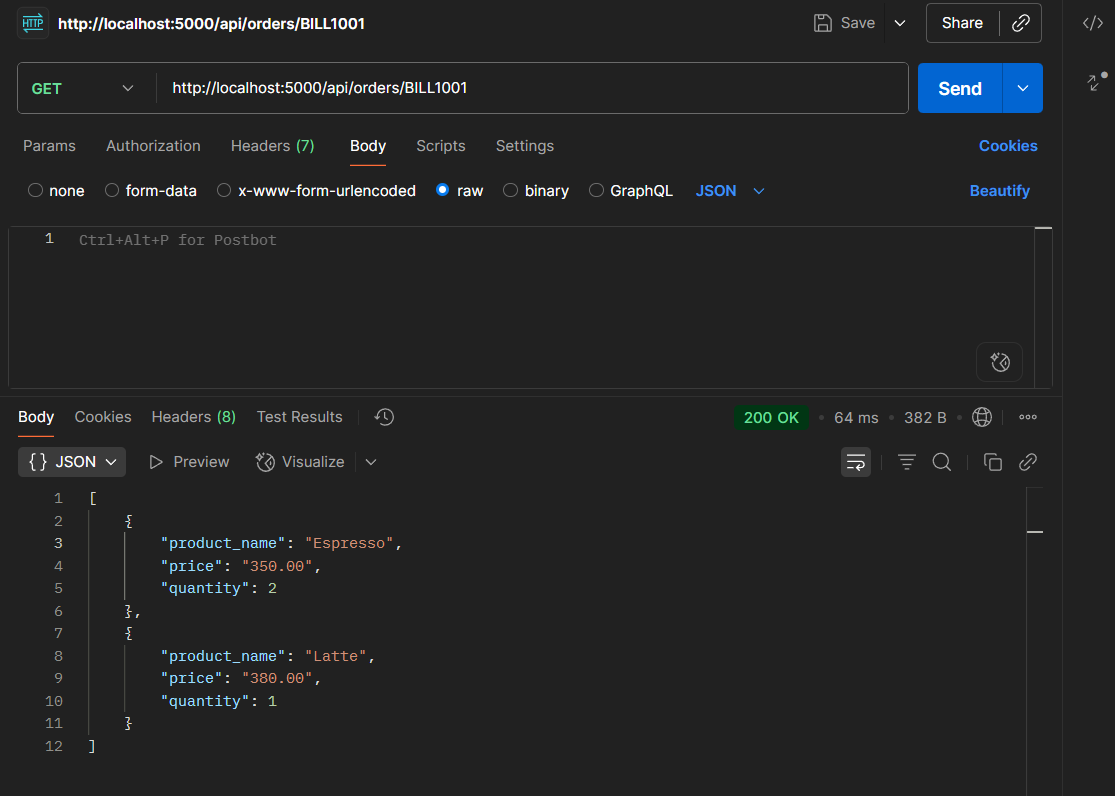 HTTP http://localhost:5000/api/orders/BILL1001 Save Share
GET http://localhost:5000/api/orders/BILL1001 Send
Params Authorization Headers (7) Body Scripts Settings Cookies
none form-data x-www-form-urlencoded raw binary GraphQL JSON Beautify
1 Ctrl+Alt+P for Postbot
Body Cookies Headers (8) Test Results 200 OK • 64 ms • 382 B •
{} JSON Preview Visualize
1 [
2 {
3 "product_name": "Espresso",
4 "price": "350.00",
5 "quantity": 2
6 },
7 {
8 "product_name": "Latte",
9 "price": "380.00",
10 "quantity": 1
11 }
12 ]